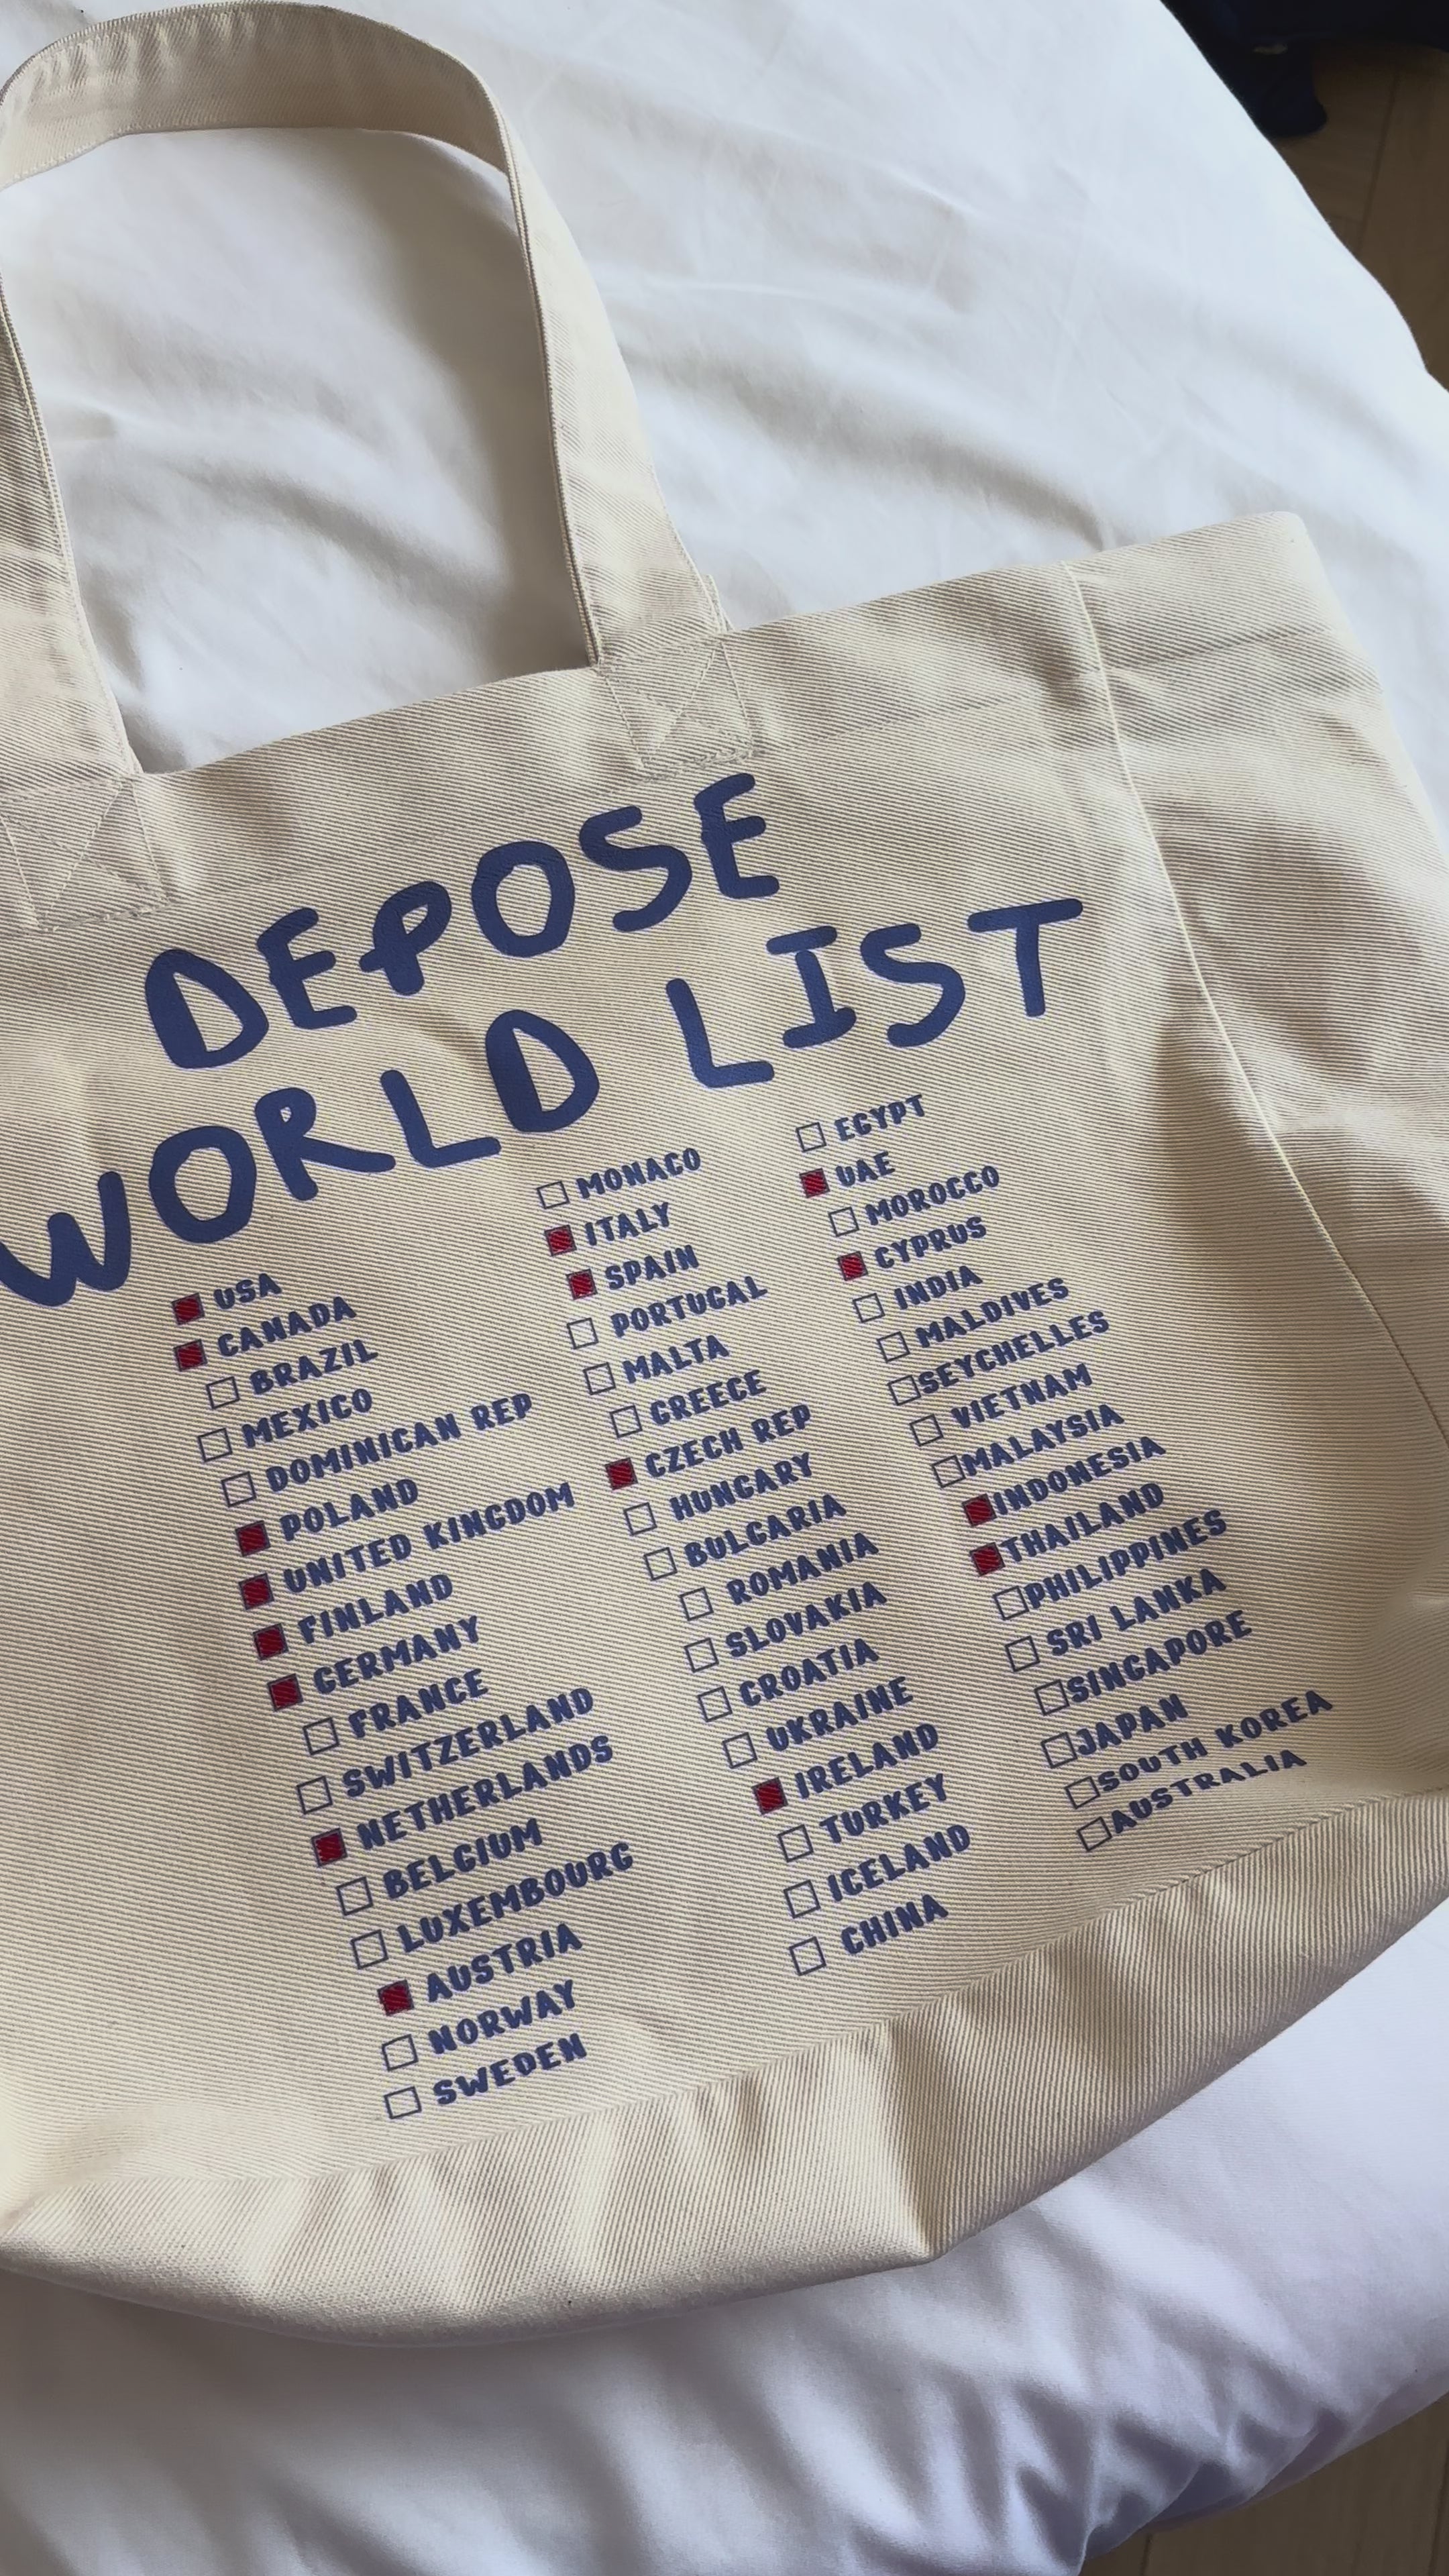 DEPOSE
WORLD LIST
USA
CANADA
BRAZIL
MEXICO
DOMINICAN REP
POLAND
UNITED KINGDOM
FINLAND
GERMANY
FRANCE
SWITZERLAND
NETHERLANDS
BELGIUM
LUXEMBOURG
AUSTRIA
NORWAY
SWEDEN
MONACO
ITALY
SPAIN
PORTUGAL
MALTA
GREECE
CZECH REP
HUNGARY
BULGARIA
ROMANIA
SLOVAKIA
CROATIA
UKRAINE
IRELAND
TURKEY
ICELAND
CHINA
EGYPT
UAE
MOROCCO
CYPRUS
INDIA
MALDIVES
SEYCHELLES
VIETNAM
MALAYSIA
INDONESIA
THAILAND
PHILIPPINES
SRI LANKA
SINGAPORE
JAPAN
SOUTH KOREA
AUSTRALIA